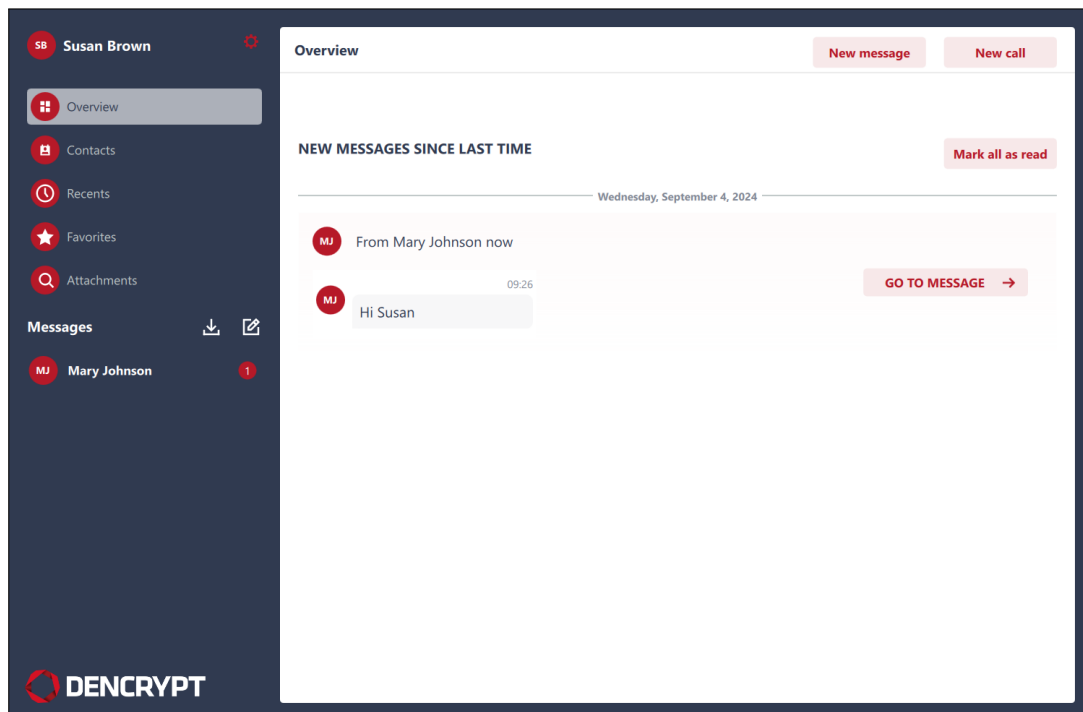 SB Susan Brown
Overview
Contacts
Recents
Favorites
Attachments
Messages
MJ Mary Johnson 1
DENCRYPT
Overview
New message
New call
NEW MESSAGES SINCE LAST TIME
Mark all as read
Wednesday, September 4, 2024
MJ From Mary Johnson now
09:26
MJ Hi Susan
GO TO MESSAGE →